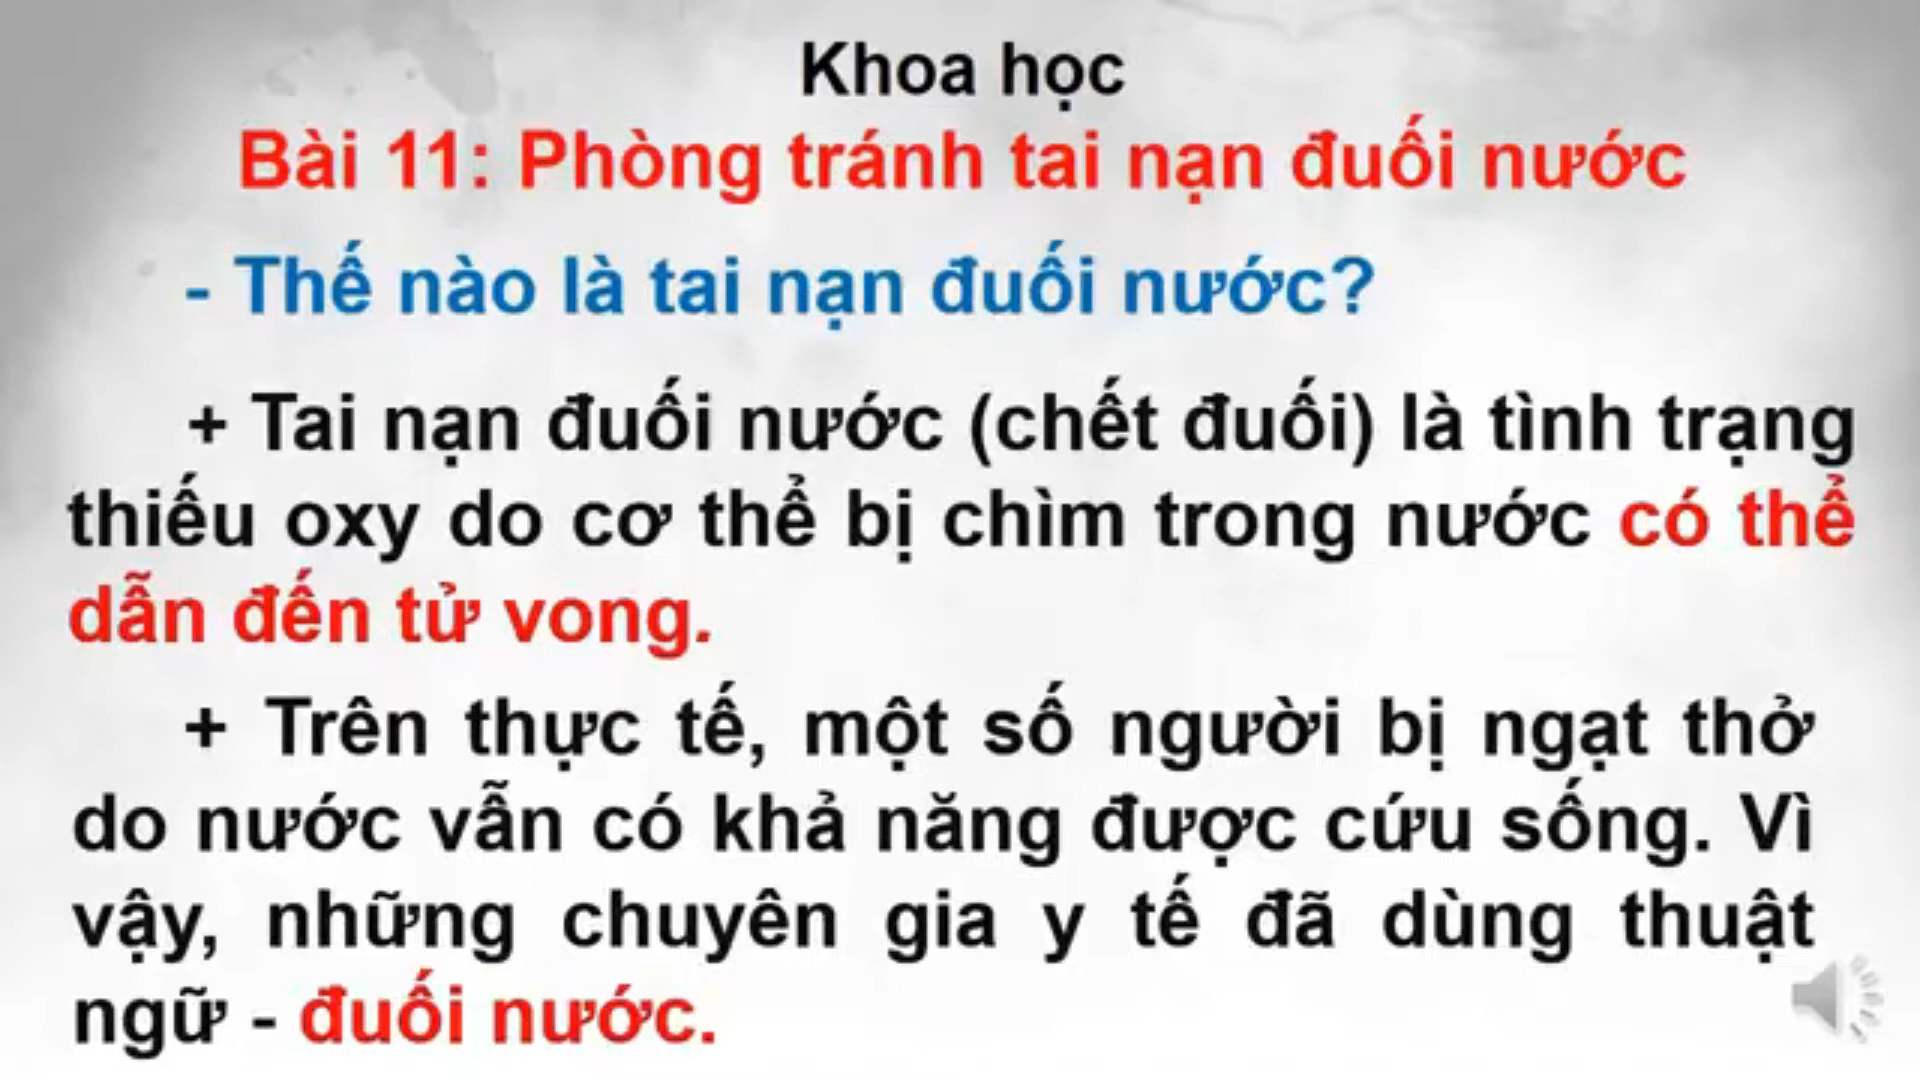 Khoa học
Bài 11: Phòng tránh tai nạn đuối nước
- Thế nào là tai nạn đuối nước?
+ Tai nạn đuối nước (chết đuối) là tình trạng
thiếu oxy do cơ thể bị chìm trong nước có thể
dẫn đến tử vong.
+ Trên thực tế, một số người bị ngạt thở
do nước vẫn có khả năng được cứu sống. Vì
vậy, những chuyên gia y tế đã dùng thuật
ngữ - đuối nước.